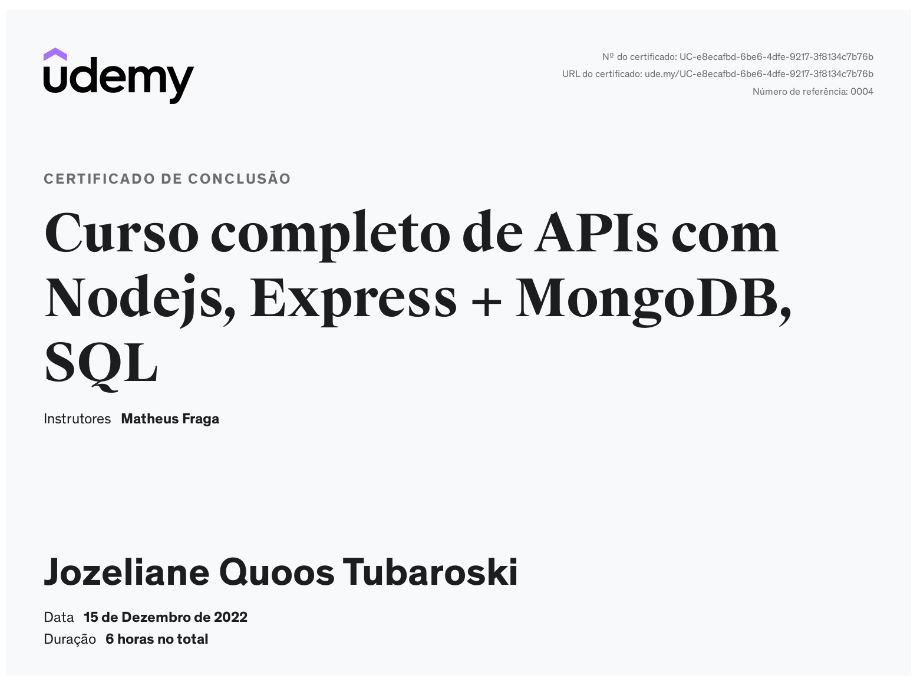 udemy
Nº do certificado: UC-e8ecafbd-6be6-4dfe-9217-3f8134c7b76b
URL do certificado: ude.my/UC-e8ecafbd-6be6-4dfe-9217-3f8134c7b76b
Número de referência: 0004
CERTIFICADO DE CONCLUSÃO
Curso completo de APIs com
Nodejs, Express + MongoDB,
SQL
Instrutores Matheus Fraga
Jozeliane Quoos Tubaroski
Data 15 de Dezembro de 2022
Duração 6 horas no total